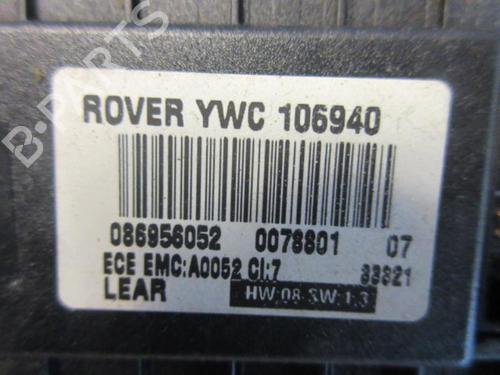 ROVER YWC 106940
086956052 0078801 07
ECE EMC:A0052 CI:7 33321
LEAR HW:08 SW:1.3
B-PARTS